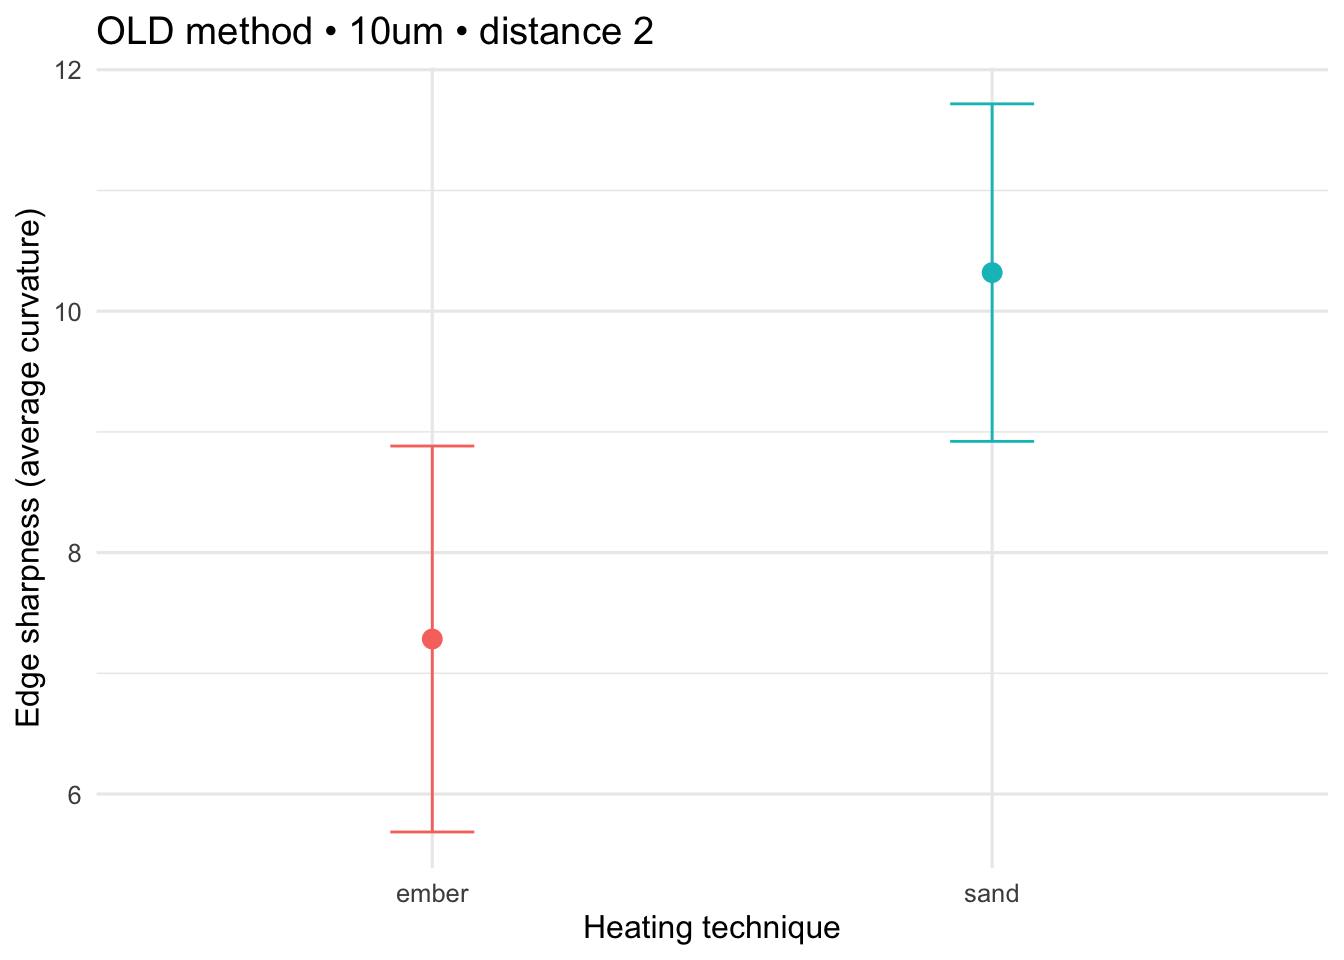 OLD method • 10um • distance 2
12
10
8
6
Edge sharpness (average curvature)
ember
sand
Heating technique